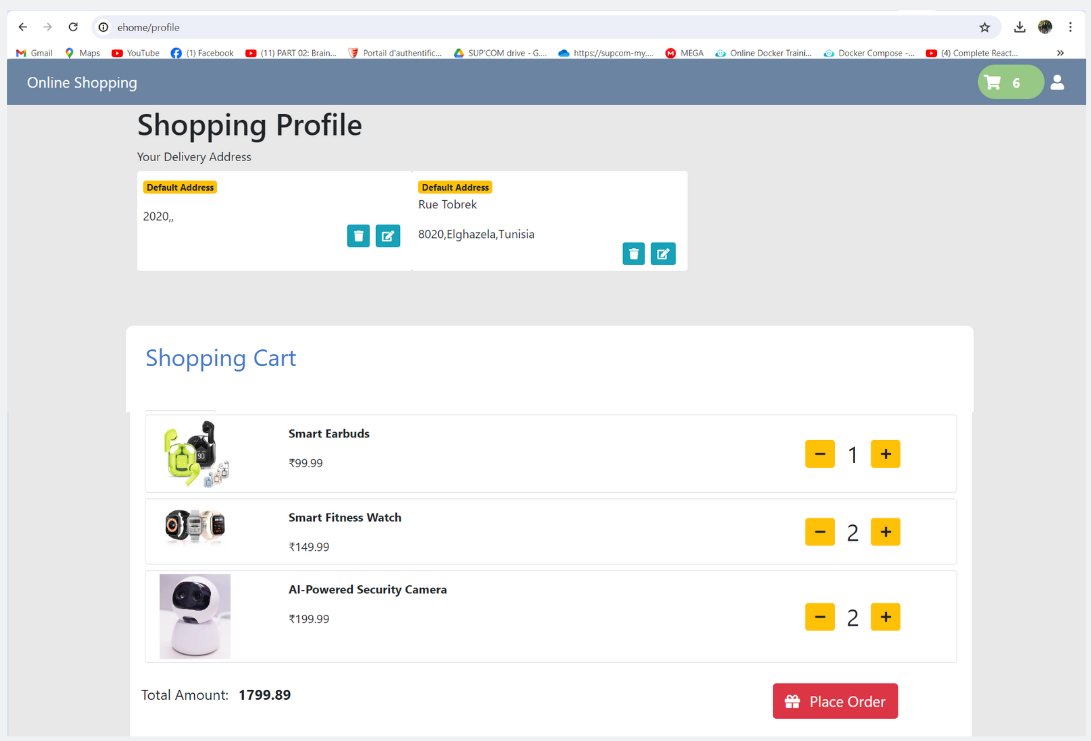 ehome/profile
Gmail Maps YouTube (1) Facebook (11) PART 02: Brain... Portail d'authentific... SUP'COM drive - G.... https://supcom-my.... MEGA Online Docker Traini... Docker Compose -... (4) Complete React... »
Online Shopping 6
Shopping Profile
Your Delivery Address
Default Address
2020,,
Default Address
Rue Tobrek
8020,Elghazela,Tunisia
Shopping Cart
Smart Earbuds
₹99.99
− 1 +
Smart Fitness Watch
₹149.99
− 2 +
AI-Powered Security Camera
₹199.99
− 2 +
Total Amount: 1799.89
Place Order